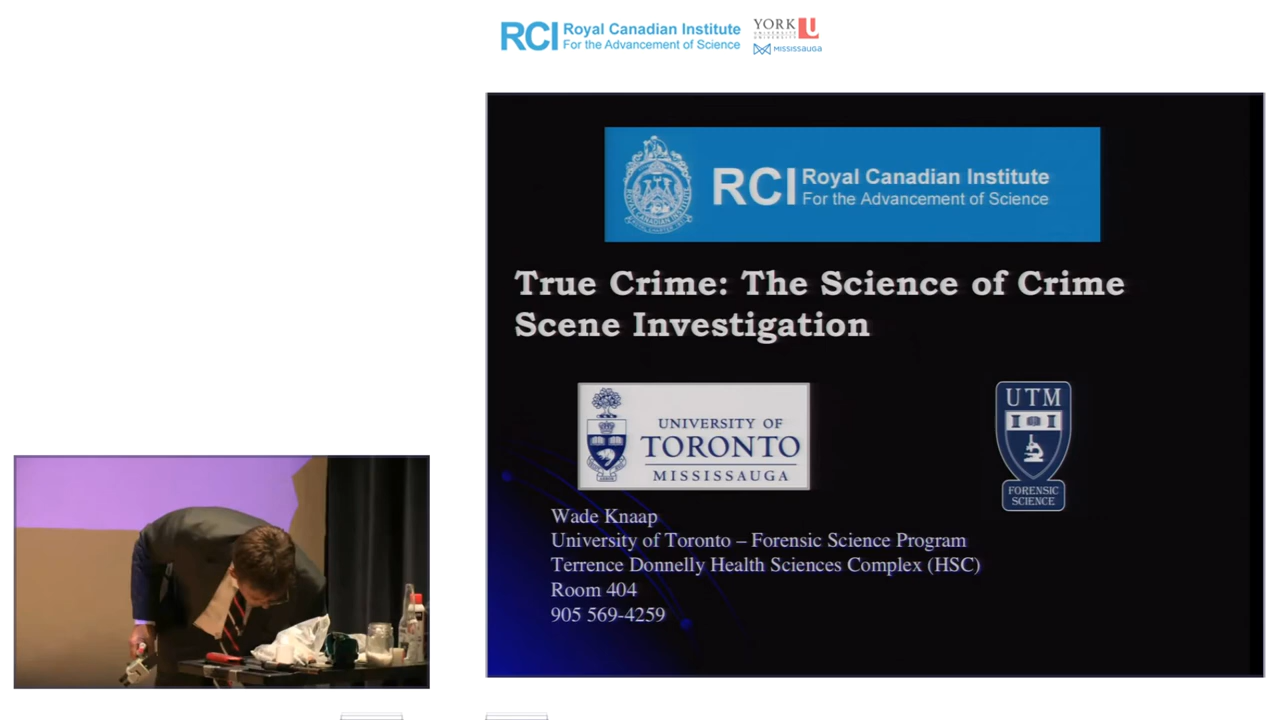 RCI Royal Canadian Institute
For the Advancement of Science
YORK U
UNIVERSITÉ
UNIVERSITY
MISSISSAUGA
RCI Royal Canadian Institute
For the Advancement of Science
True Crime: The Science of Crime
Scene Investigation
UNIVERSITY OF
TORONTO
MISSISSAUGA
UTM
FORENSIC
SCIENCE
Wade Knaap
University of Toronto – Forensic Science Program
Terrence Donnelly Health Sciences Complex (HSC)
Room 404
905 569-4259